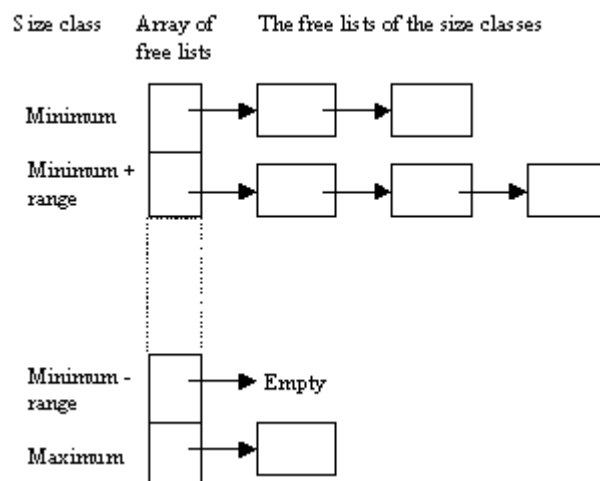 Size class Array of The free lists of the size classes
free lists
Minimum
Minimum +
range
Minimum -
range
Empty
Maximum